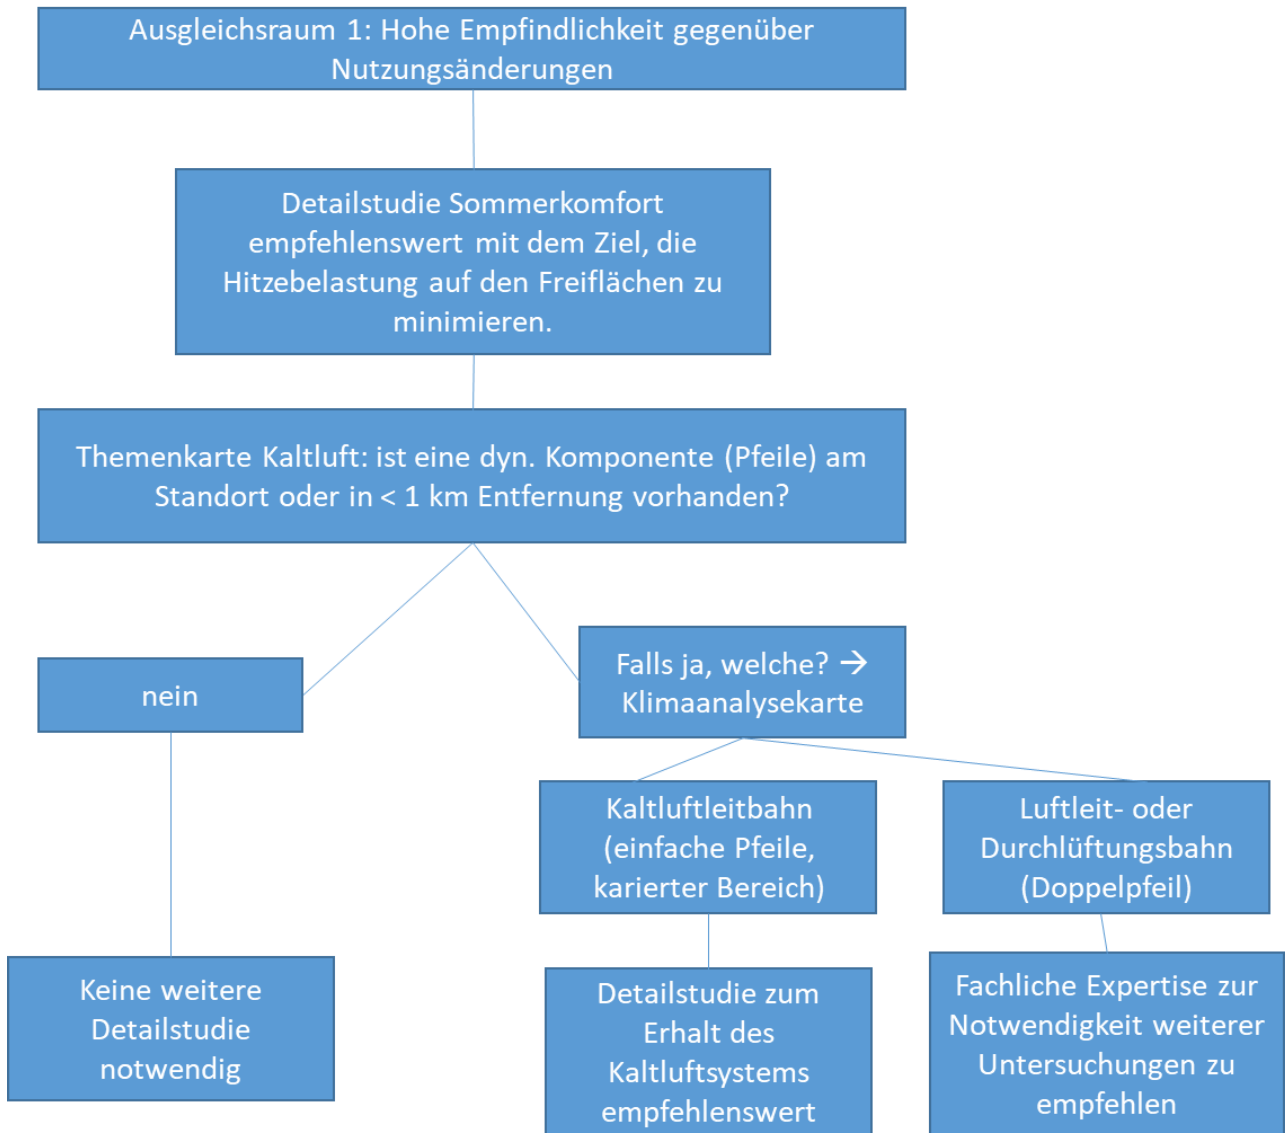 Ausgleichsraum 1: Hohe Empfindlichkeit gegenüber
Nutzungsänderungen
Detailstudie Sommerkomfort
empfehlenswert mit dem Ziel, die
Hitzebelastung auf den Freiflächen zu
minimieren.
Themenkarte Kaltluft: ist eine dyn. Komponente (Pfeile) am
Standort oder in < 1 km Entfernung vorhanden?
nein
Falls ja, welche? →
Klimaanalysekarte
Kaltluftleitbahn
(einfache Pfeile,
karierter Bereich)
Luftleit- oder
Durchlüftungsbahn
(Doppelpfeil)
Keine weitere
Detailstudie
notwendig
Detailstudie zum
Erhalt des
Kaltluftsystems
empfehlenswert
Fachliche Expertise zur
Notwendigkeit weiterer
Untersuchungen zu
empfehlen